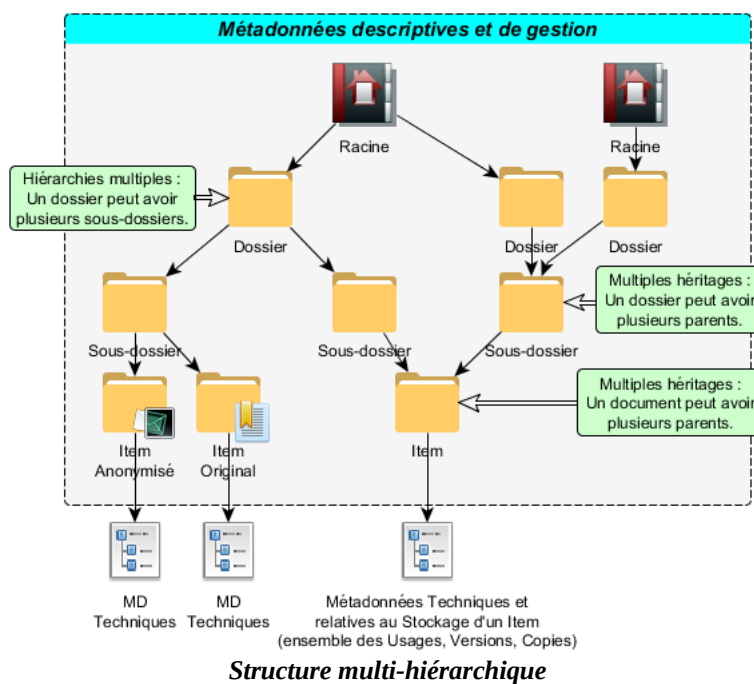 Métadonnées descriptives et de gestion
Racine
Racine
Hiérarchies multiples :
Un dossier peut avoir
plusieurs sous-dossiers.
Dossier
Dossier
Dossier
Multiples héritages :
Un dossier peut avoir
plusieurs parents.
Sous-dossier
Sous-dossier
Sous-dossier
Multiples héritages :
Un document peut avoir
plusieurs parents.
Item
Anonymisé
Item
Original
Item
MD
Techniques
MD
Techniques
Métadonnées Techniques et
relatives au Stockage d'un Item
(ensemble des Usages, Versions, Copies)
Structure multi-hiérarchique